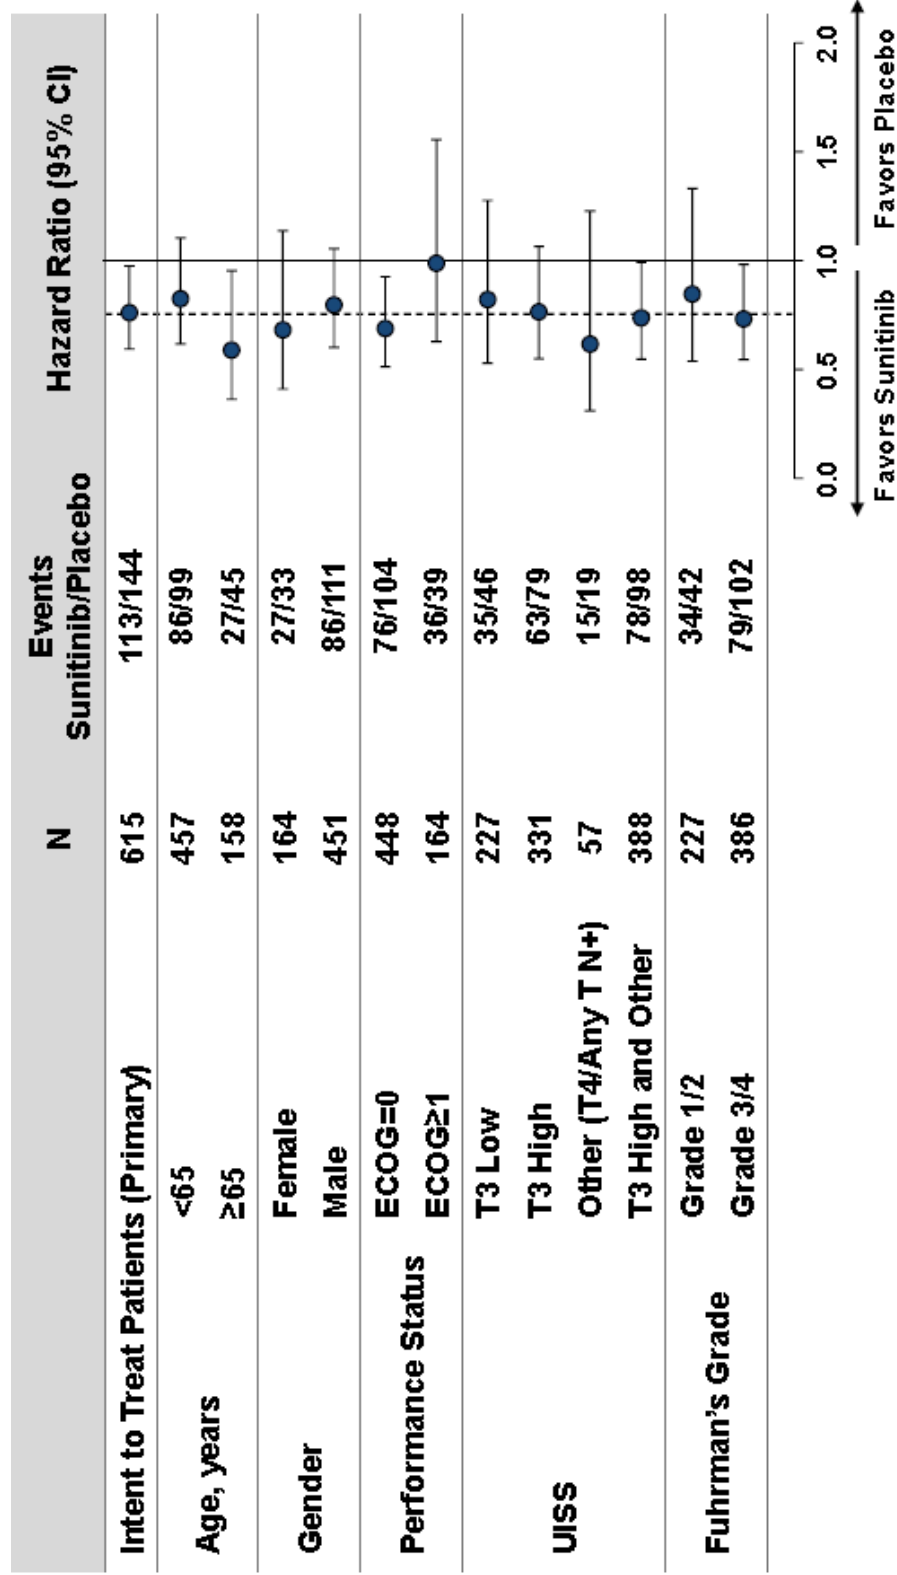 N
Events
Sunitinib/Placebo
Hazard Ratio (95% CI)
Intent to Treat Patients (Primary) 615 113/144
Age, years
<65 457 86/99
≥65 158 27/45
Gender
Female 164 27/33
Male 451 86/111
Performance Status
ECOG=0 448 76/104
ECOG≥1 164 36/39
UISS
T3 Low 227 35/46
T3 High 331 63/79
Other (T4/Any T N+) 57 15/19
T3 High and Other 388 78/98
Fuhrman's Grade
Grade 1/2 227 34/42
Grade 3/4 386 79/102
0.0 0.5 1.0 1.5 2.0
Favors Sunitinib Favors Placebo